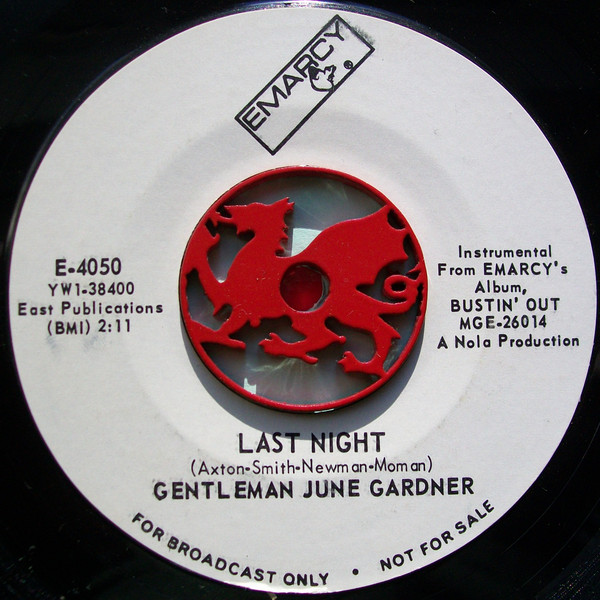 EMARCY
E-4050
YW1-38400
East Publications
(BMI) 2:11
Instrumental
From EMARCY's
Album,
BUSTIN' OUT
MGE-26014
A Nola Production
LAST NIGHT
(Axton-Smith-Newman-Moman)
GENTLEMAN JUNE GARDNER
FOR BROADCAST ONLY • NOT FOR SALE